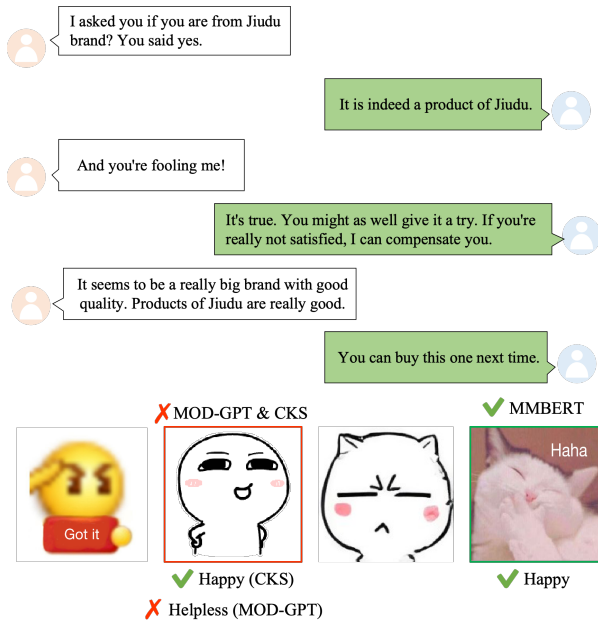 I asked you if you are from Jiudu
brand? You said yes.
It is indeed a product of Jiudu.
And you're fooling me!
It's true. You might as well give it a try. If you're
really not satisfied, I can compensate you.
It seems to be a really big brand with good
quality. Products of Jiudu are really good.
You can buy this one next time.
MOD-GPT & CKS
MMBERT
Got it
Haha
Happy (CKS)
Happy
Helpless (MOD-GPT)